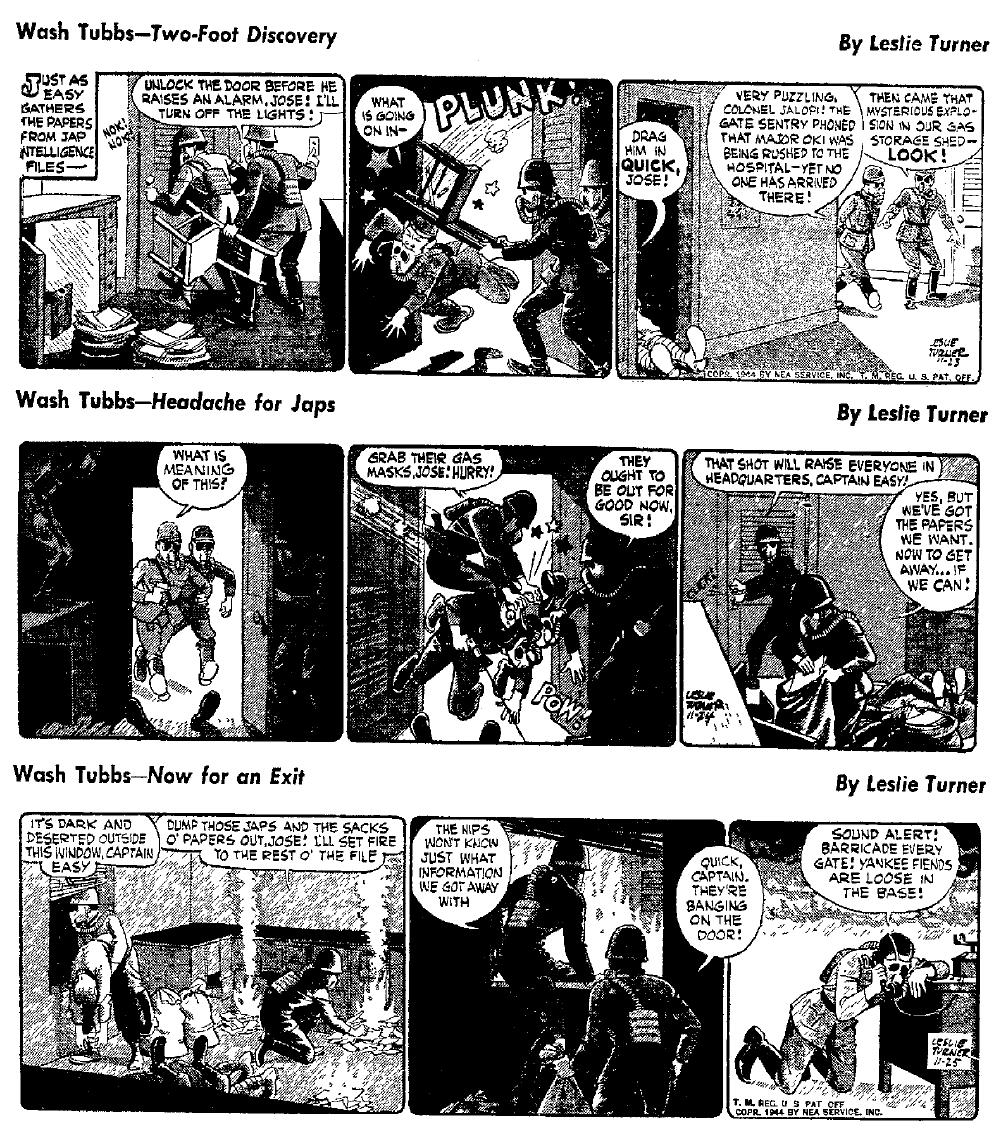 Wash Tubbs—Two-Foot Discovery
By Leslie Turner
JUST AS
EASY
GATHERS
THE PAPERS
FROM JAP
INTELLIGENCE
FILES—
NOK!
NOK!
UNLOCK THE DOOR BEFORE HE
RAISES AN ALARM, JOSE! I'LL
TURN OFF THE LIGHTS!
WHAT
IS GOING
ON IN—
PLUNK!
DRAG
HIM IN
QUICK,
JOSE!
VERY PUZZLING,
COLONEL JALOPI! THE
GATE SENTRY PHONED
THAT MAJOR OKI WAS
BEING RUSHED TO THE
HOSPITAL—YET NO
ONE HAS ARRIVED
THERE!
THEN CAME THAT
MYSTERIOUS EXPLO-
SION IN OUR GAS
STORAGE SHED—
LOOK!
LESLIE
TURNER
11-23
COPR. 1944 BY NEA SERVICE, INC. T. M. REG. U. S. PAT. OFF.
Wash Tubbs—Headache for Japs
By Leslie Turner
WHAT IS
MEANING
OF THIS?
GRAB THEIR GAS
MASKS, JOSE! HURRY!
THEY
OUGHT TO
BE OUT FOR
GOOD NOW,
SIR!
POW!
THAT SHOT WILL RAISE EVERYONE IN
HEADQUARTERS, CAPTAIN EASY!
YES, BUT
WE'VE GOT
THE PAPERS
WE WANT.
NOW TO GET
AWAY...IF
WE CAN!
LESLIE
TURNER
11-24
Wash Tubbs—Now for an Exit
By Leslie Turner
IT'S DARK AND
DESERTED OUTSIDE
THIS WINDOW, CAPTAIN
EASY
DUMP THOSE JAPS AND THE SACKS
O' PAPERS OUT, JOSE! I'LL SET FIRE
TO THE REST O' THE FILE
THE NIPS
WON'T KNOW
JUST WHAT
INFORMATION
WE GOT AWAY
WITH
QUICK,
CAPTAIN.
THEY'RE
BANGING
ON THE
DOOR!
SOUND ALERT!
BARRICADE EVERY
GATE! YANKEE FIENDS
ARE LOOSE IN
THE BASE!
LESLIE
TURNER
11-25
T. M. REG. U S PAT OFF
COPR. 1944 BY NEA SERVICE, INC.